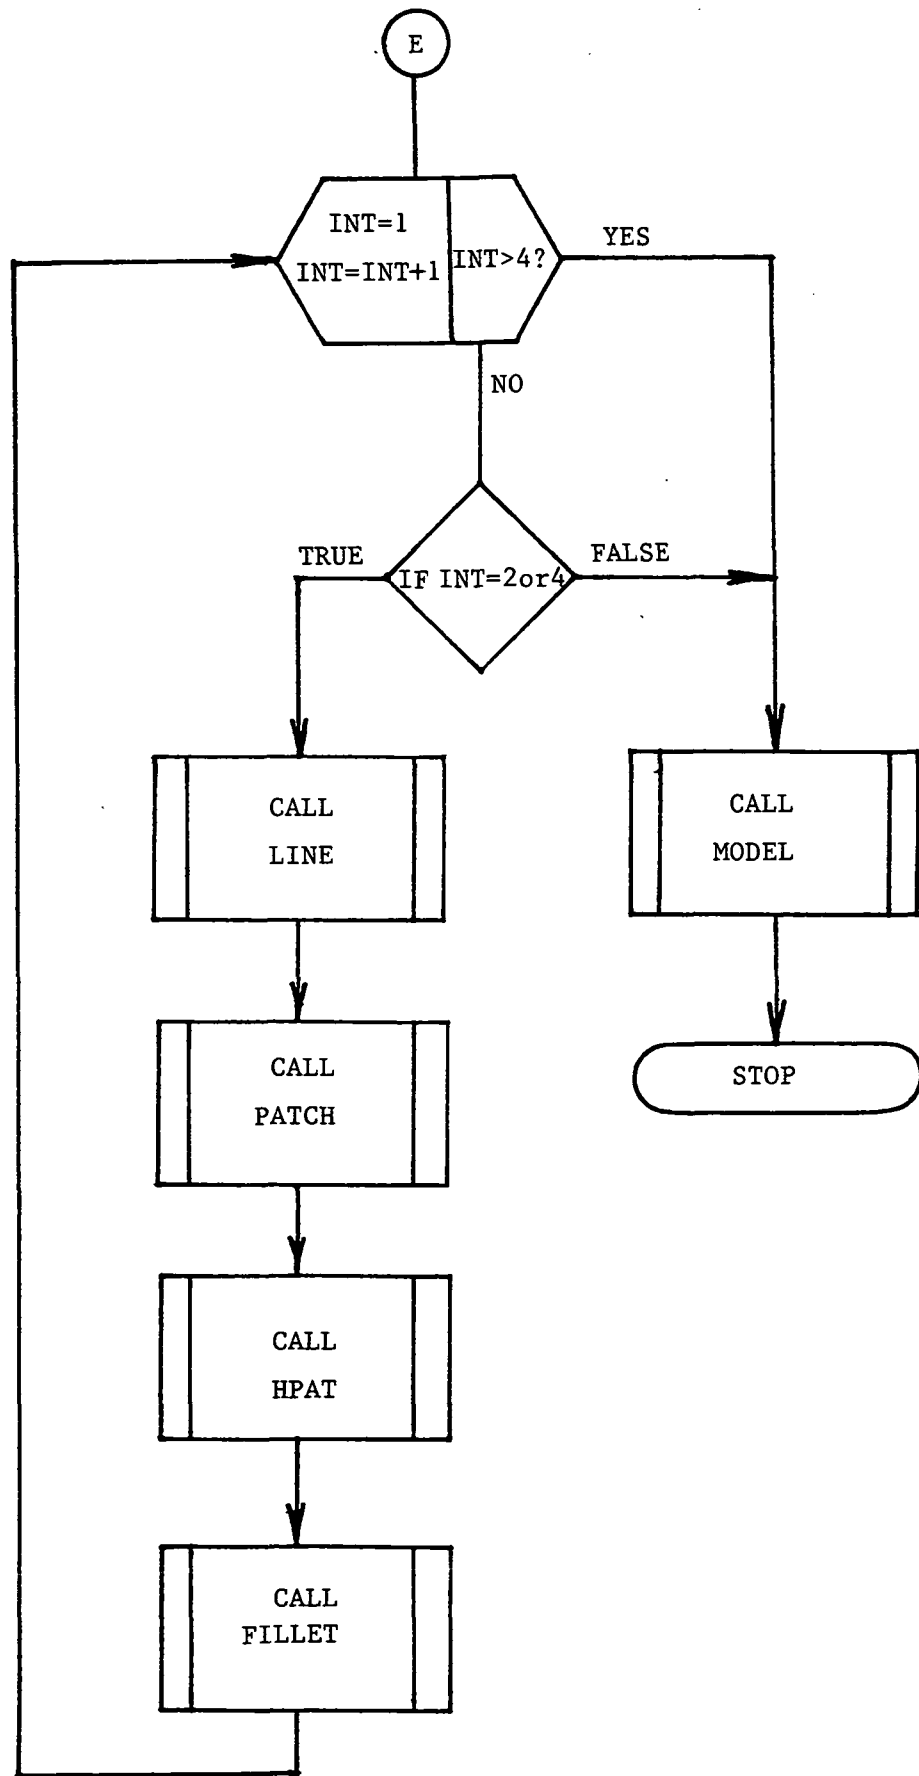 E
INT=1
INT=INT+1
INT>4?
YES
NO
TRUE
IF INT=2or4
FALSE
CALL
LINE
CALL
MODEL
CALL
PATCH
STOP
CALL
HPAT
CALL
FILLET